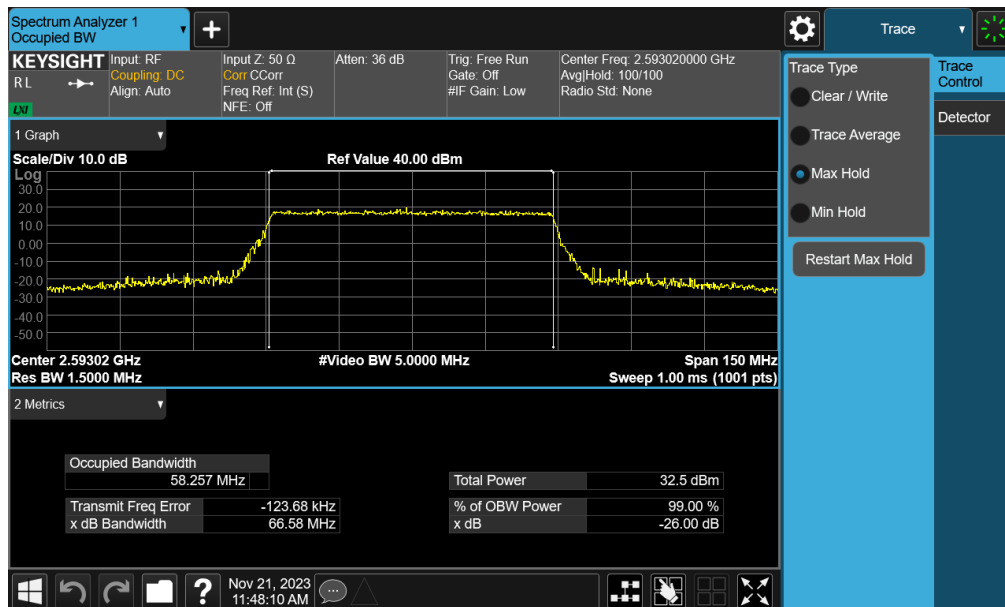 Spectrum Analyzer 1
Occupied BW
+
Trace
KEYSIGHT
R L
LXI
Input: RF
Coupling: DC
Align: Auto
Input Z: 50 Ω
Corr CCorr
Freq Ref: Int (S)
NFE: Off
Atten: 36 dB
Trig: Free Run
Gate: Off
#IF Gain: Low
Center Freq: 2.593020000 GHz
Avg|Hold: 100/100
Radio Std: None
Trace Type
Clear / Write
Trace Average
Max Hold
Min Hold
Restart Max Hold
Trace
Control
Detector
1 Graph
Scale/Div 10.0 dB
Ref Value 40.00 dBm
Log
30.0
20.0
10.0
0.00
-10.0
-20.0
-30.0
-40.0
-50.0
Center 2.59302 GHz
#Video BW 5.0000 MHz
Span 150 MHz
Res BW 1.5000 MHz
Sweep 1.00 ms (1001 pts)
2 Metrics
Occupied Bandwidth
58.257 MHz
Total Power 32.5 dBm
Transmit Freq Error -123.68 kHz
% of OBW Power 99.00 %
x dB Bandwidth 66.58 MHz
x dB -26.00 dB
?
Nov 21, 2023
11:48:10 AM